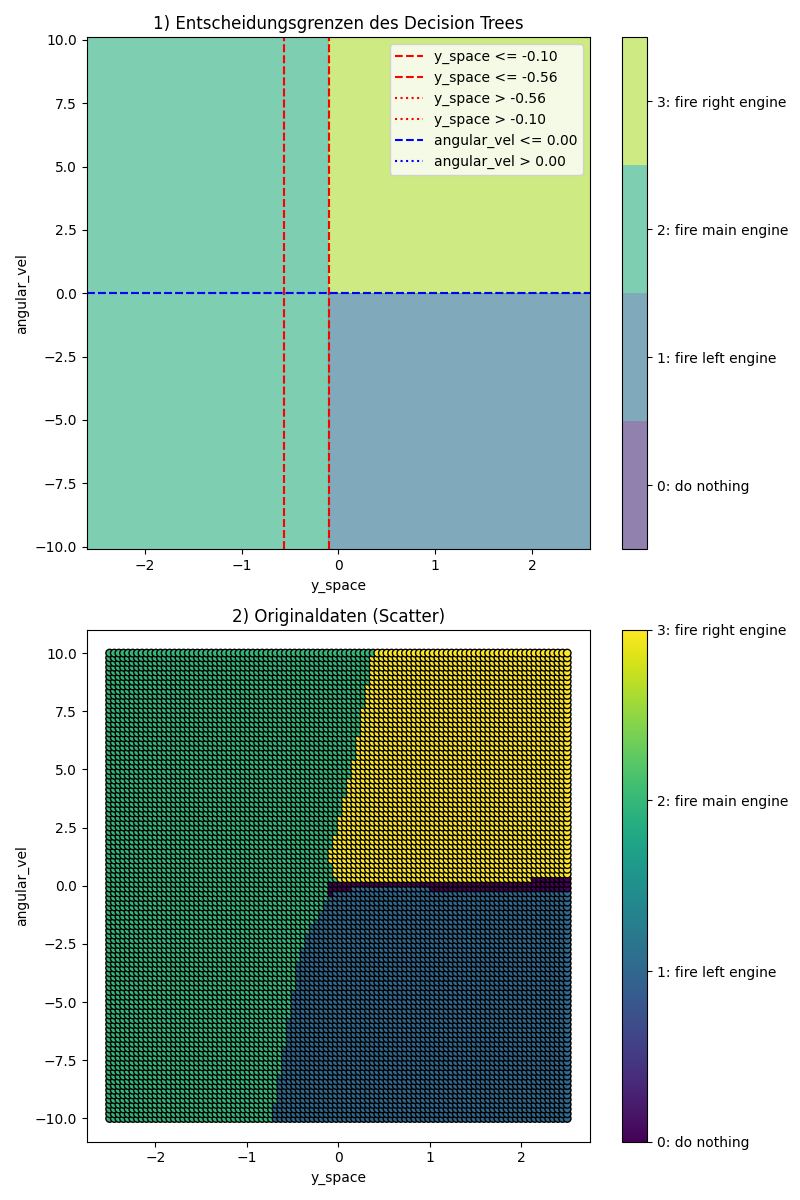 1) Entscheidungsgrenzen des Decision Trees
10.0
7.5
5.0
2.5
0.0
−2.5
−5.0
−7.5
−10.0
angular_vel
y_space <= -0.10
y_space <= -0.56
y_space > -0.56
y_space > -0.10
angular_vel <= 0.00
angular_vel > 0.00
−2 −1 0 1 2
y_space
3: fire right engine
2: fire main engine
1: fire left engine
0: do nothing
2) Originaldaten (Scatter)
10.0
7.5
5.0
2.5
0.0
−2.5
−5.0
−7.5
−10.0
angular_vel
−2 −1 0 1 2
y_space
3: fire right engine
2: fire main engine
1: fire left engine
0: do nothing